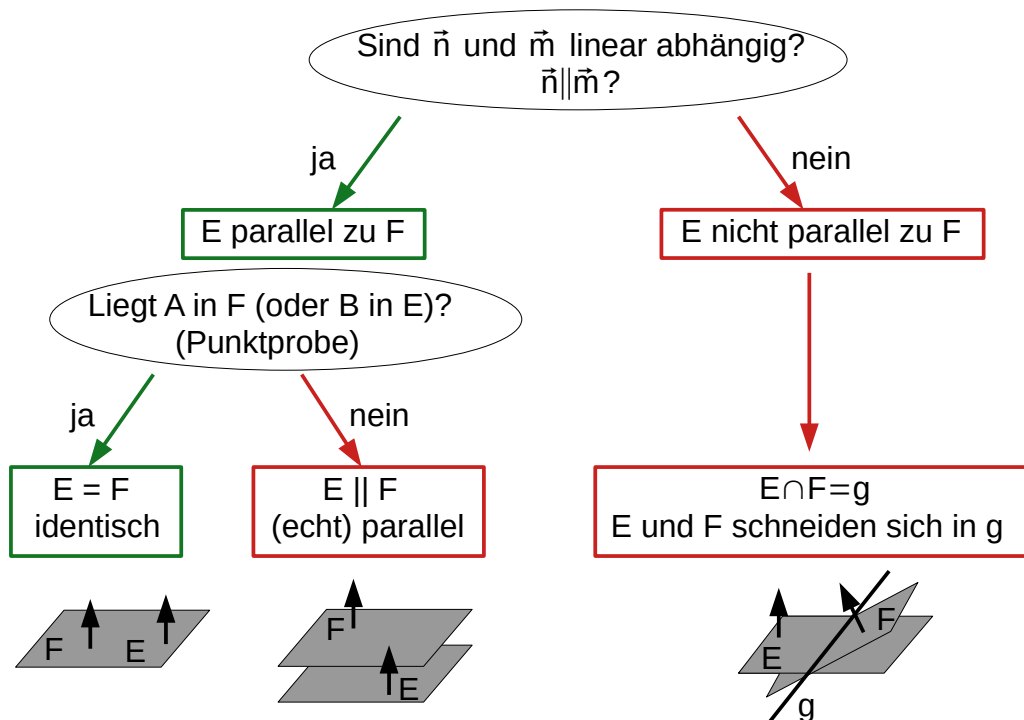 Sind n⃗ und m⃗ linear abhängig?
n⃗||m⃗?
ja
nein
E parallel zu F
E nicht parallel zu F
Liegt A in F (oder B in E)?
(Punktprobe)
ja
nein
E = F
identisch
E || F
(echt) parallel
E∩F=g
E und F schneiden sich in g
F
E
F
E
E
F
g